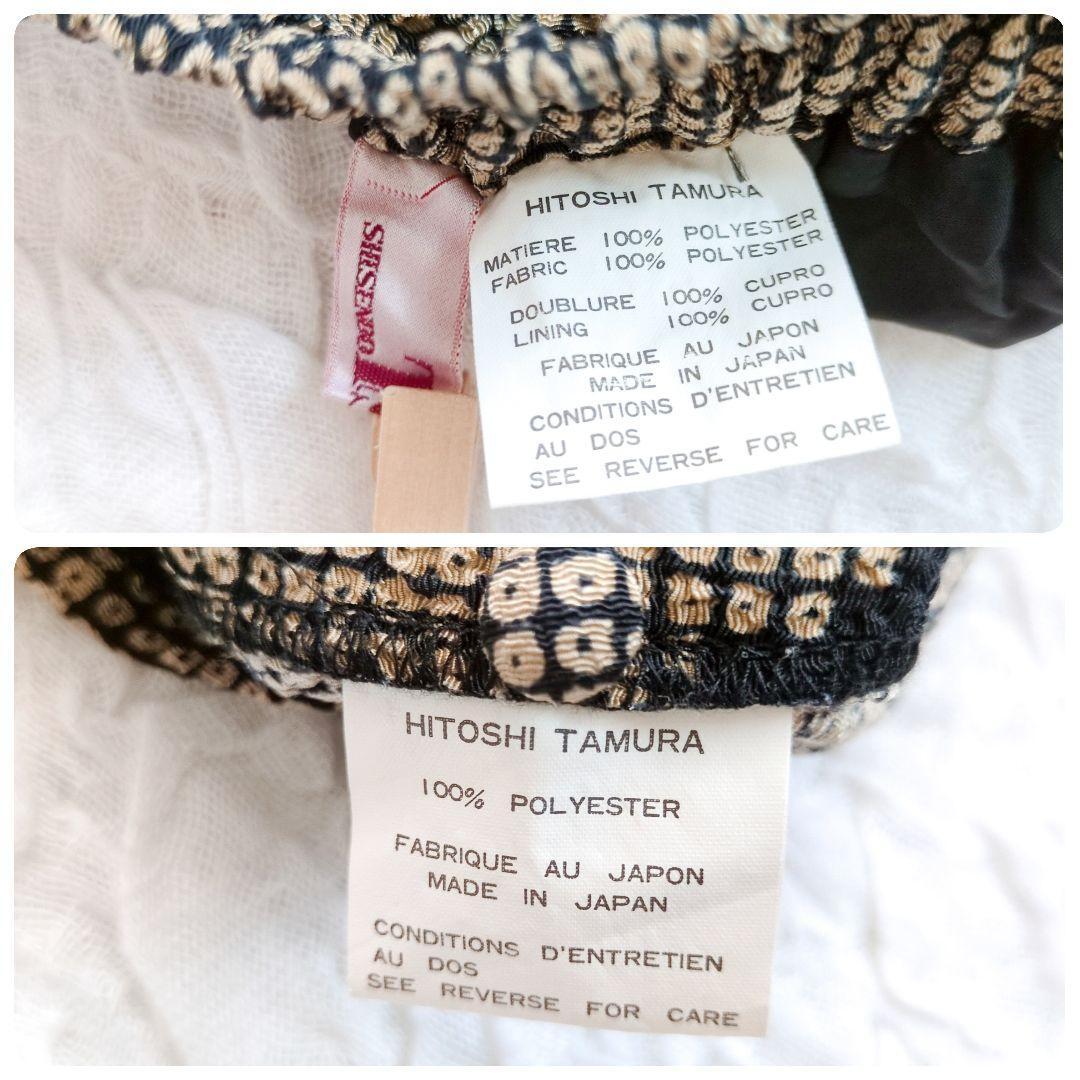 HITOSHI TAMURA
MATIERE 100% POLYESTER
FABRIC 100% POLYESTER
DOUBLURE 100% CUPRO
LINING 100% CUPRO
FABRIQUE AU JAPON
MADE IN JAPAN
CONDITIONS D'ENTRETIEN
AU DOS
SEE REVERSE FOR CARE
HITOSHI TAMURA
100% POLYESTER
FABRIQUE AU JAPON
MADE IN JAPAN
CONDITIONS D'ENTRETIEN
AU DOS
SEE REVERSE FOR CARE